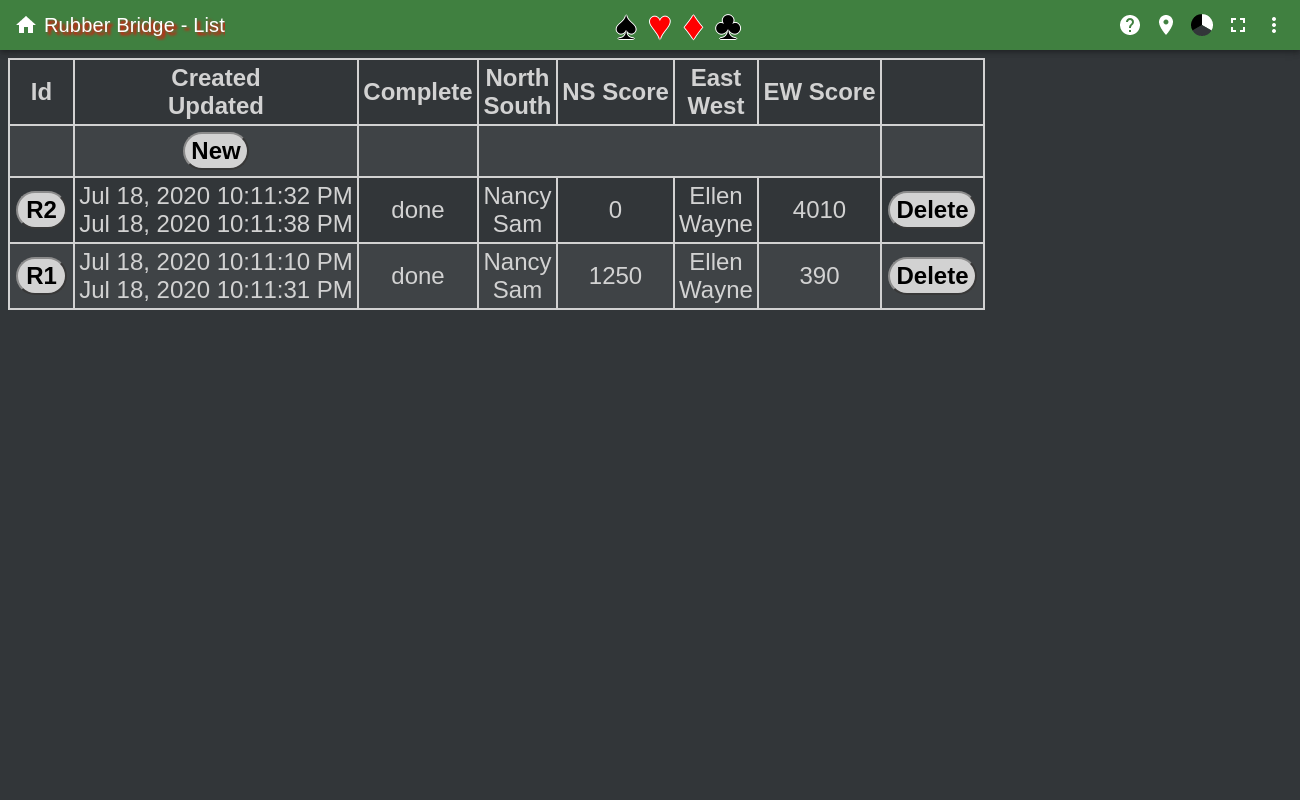 Rubber Bridge - List
Id
Created
Updated
Complete
North
South
NS Score
East
West
EW Score
New
R2
Jul 18, 2020 10:11:32 PM
Jul 18, 2020 10:11:38 PM
done
Nancy
Sam
0
Ellen
Wayne
4010
Delete
R1
Jul 18, 2020 10:11:10 PM
Jul 18, 2020 10:11:31 PM
done
Nancy
Sam
1250
Ellen
Wayne
390
Delete